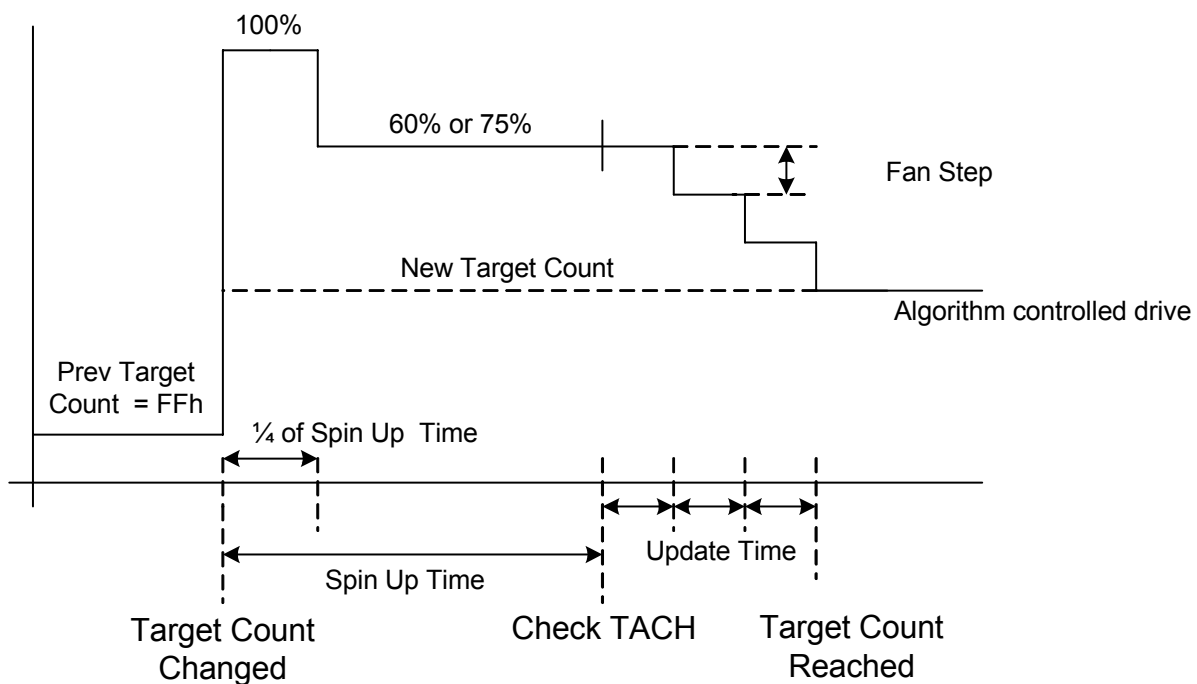 100%
60% or 75%
Fan Step
New Target Count
Algorithm controlled drive
Prev Target
Count = FFh
¼ of Spin Up Time
Update Time
Spin Up Time
Target Count
Changed
Check TACH
Target Count
Reached